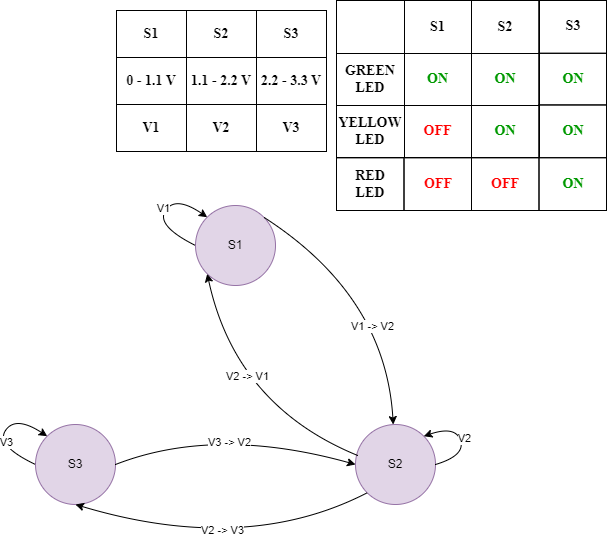 S1 S2 S3
0 - 1.1 V 1.1 - 2.2 V 2.2 - 3.3 V
V1 V2 V3
S1 S2 S3
GREEN
LED ON ON ON
YELLOW
LED OFF ON ON
RED
LED OFF OFF ON
V1
S1
V1 -> V2
V2 -> V1
V3
S3
V3 -> V2
S2
V2
V2 -> V3